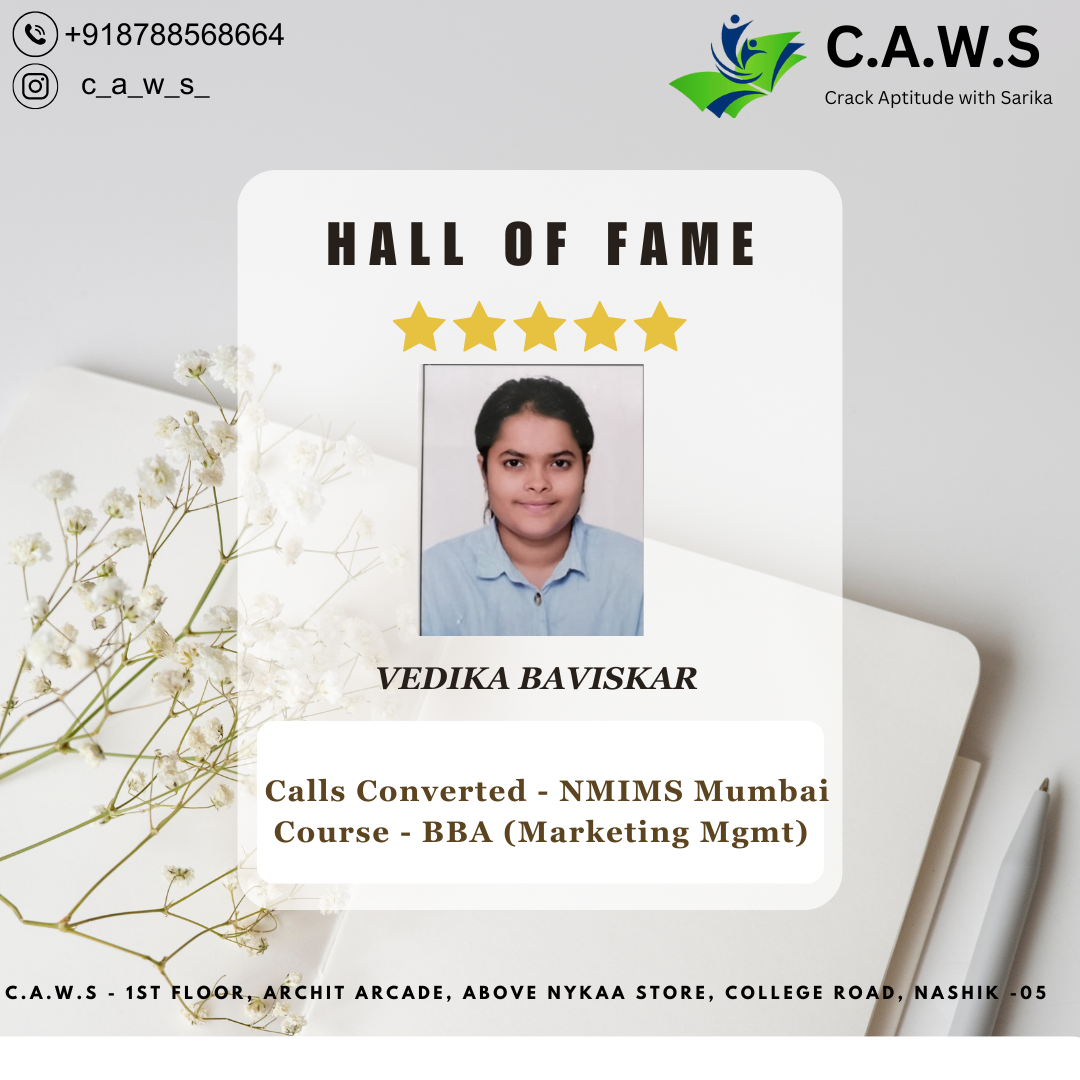 +918788568664
c_a_w_s_
C.A.W.S
Crack Aptitude with Sarika
HALL OF FAME
VEDIKA BAVISKAR
Calls Converted - NMIMS Mumbai
Course - BBA (Marketing Mgmt)
C.A.W.S - 1ST FLOOR, ARCHIT ARCADE, ABOVE NYKAA STORE, COLLEGE ROAD, NASHIK -05